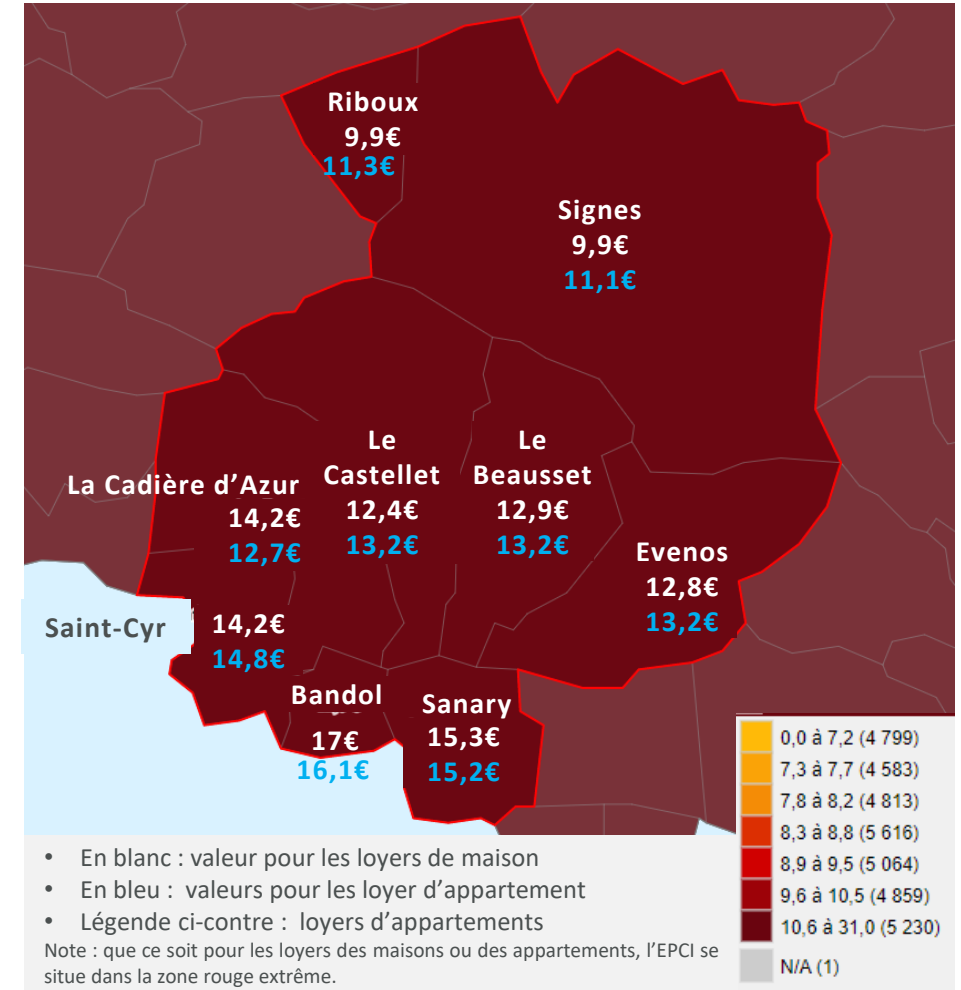 Riboux
9,9€
11,3€
Signes
9,9€
11,1€
Le
Castellet
12,4€
13,2€
Le
Beausset
12,9€
13,2€
La Cadière d’Azur
14,2€
12,7€
Evenos
12,8€
13,2€
Saint-Cyr
14,2€
14,8€
Bandol
17€
16,1€
Sanary
15,3€
15,2€
0,0 à 7,2 (4 799)
7,3 à 7,7 (4 583)
7,8 à 8,2 (4 813)
8,3 à 8,8 (5 616)
8,9 à 9,5 (5 064)
9,6 à 10,5 (4 859)
10,6 à 31,0 (5 230)
N/A (1)
• En blanc : valeur pour les loyers de maison
• En bleu : valeurs pour les loyer d’appartement
• Légende ci-contre : loyers d’appartements
Note : que ce soit pour les loyers des maisons ou des appartements, l’EPCI se
situe dans la zone rouge extrême.